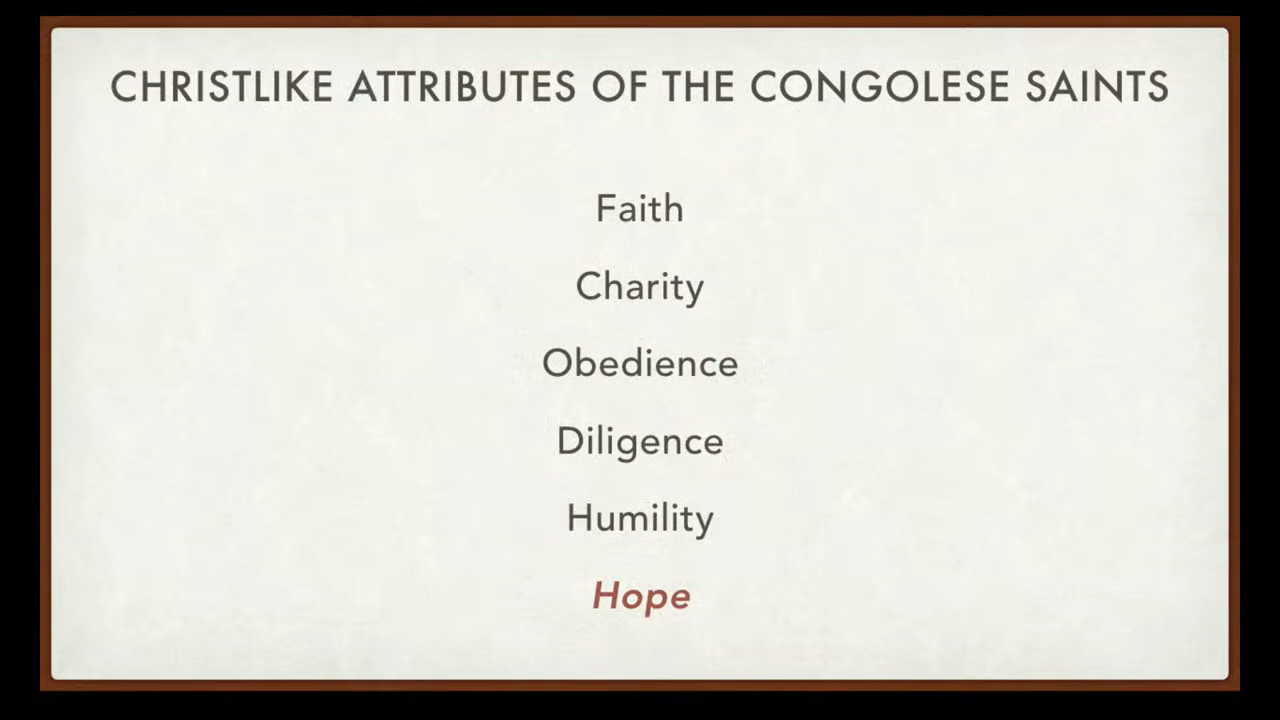 CHRISTLIKE ATTRIBUTES OF THE CONGOLESE SAINTS
Faith
Charity
Obedience
Diligence
Humility
Hope